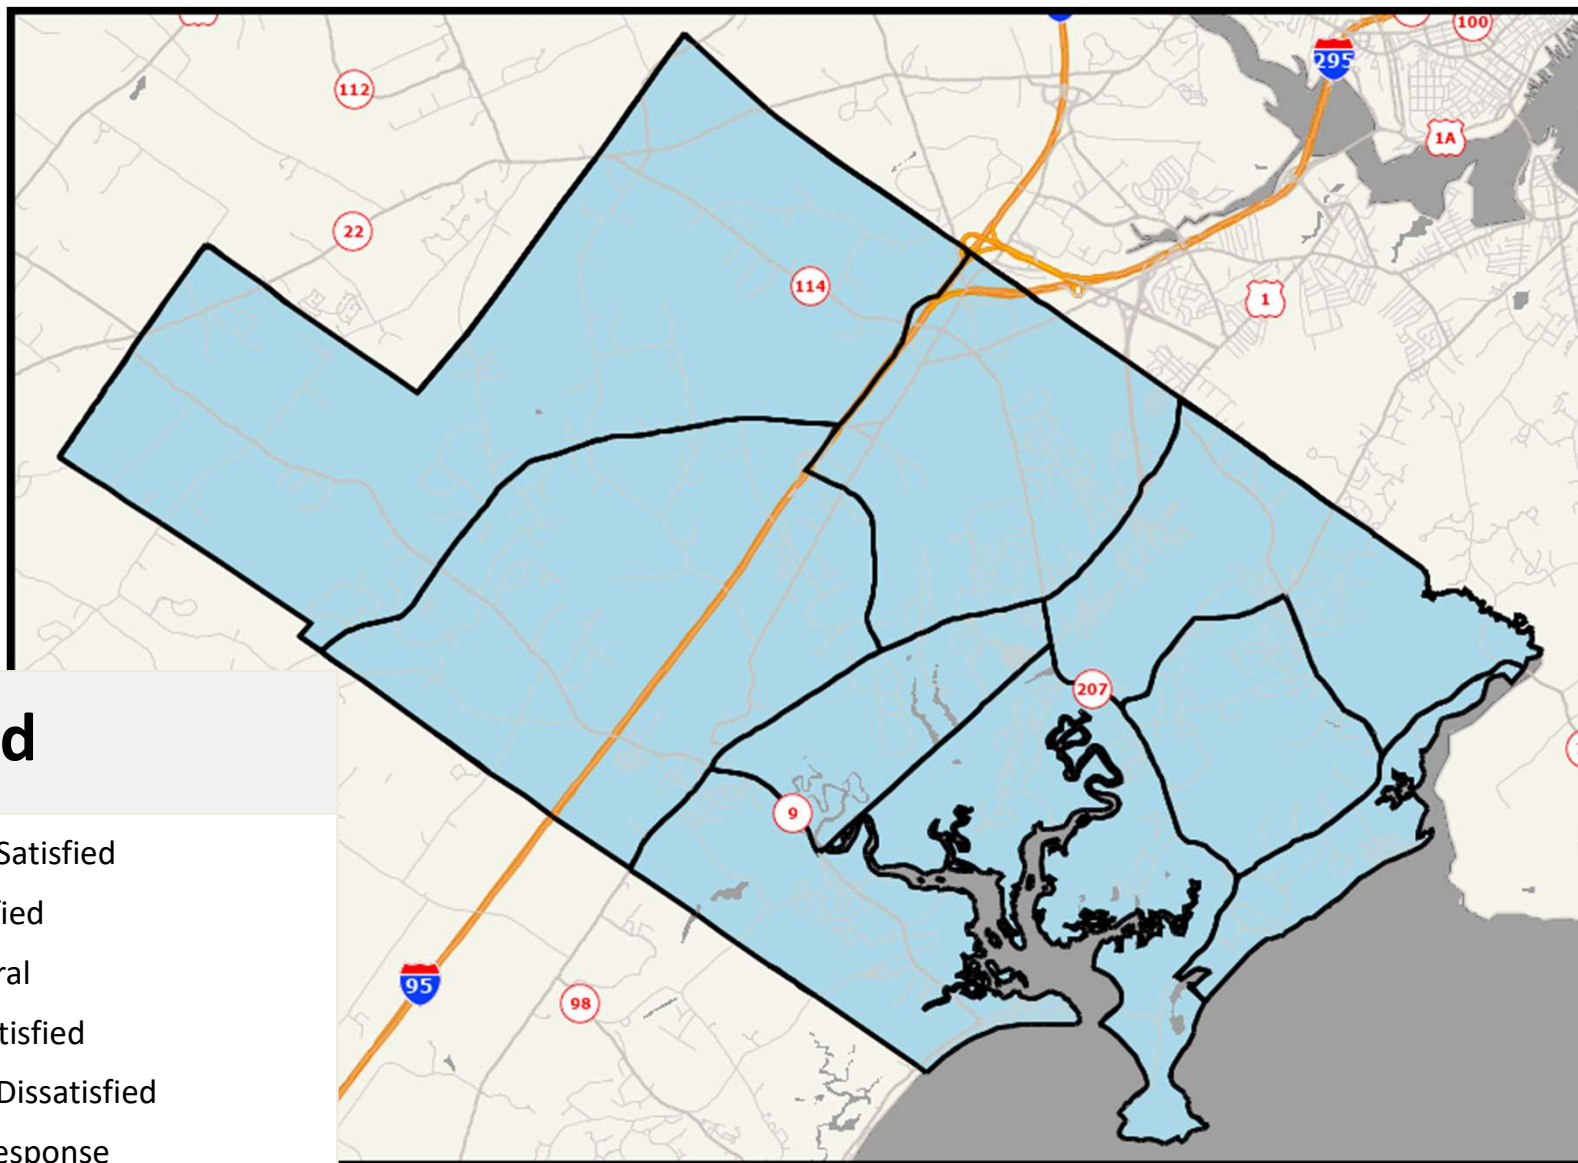 112
295
100
1A
22
114
1
207
d
Satisfied
ied
ral
tisfied
Dissatisfied
esponse
9
95
98